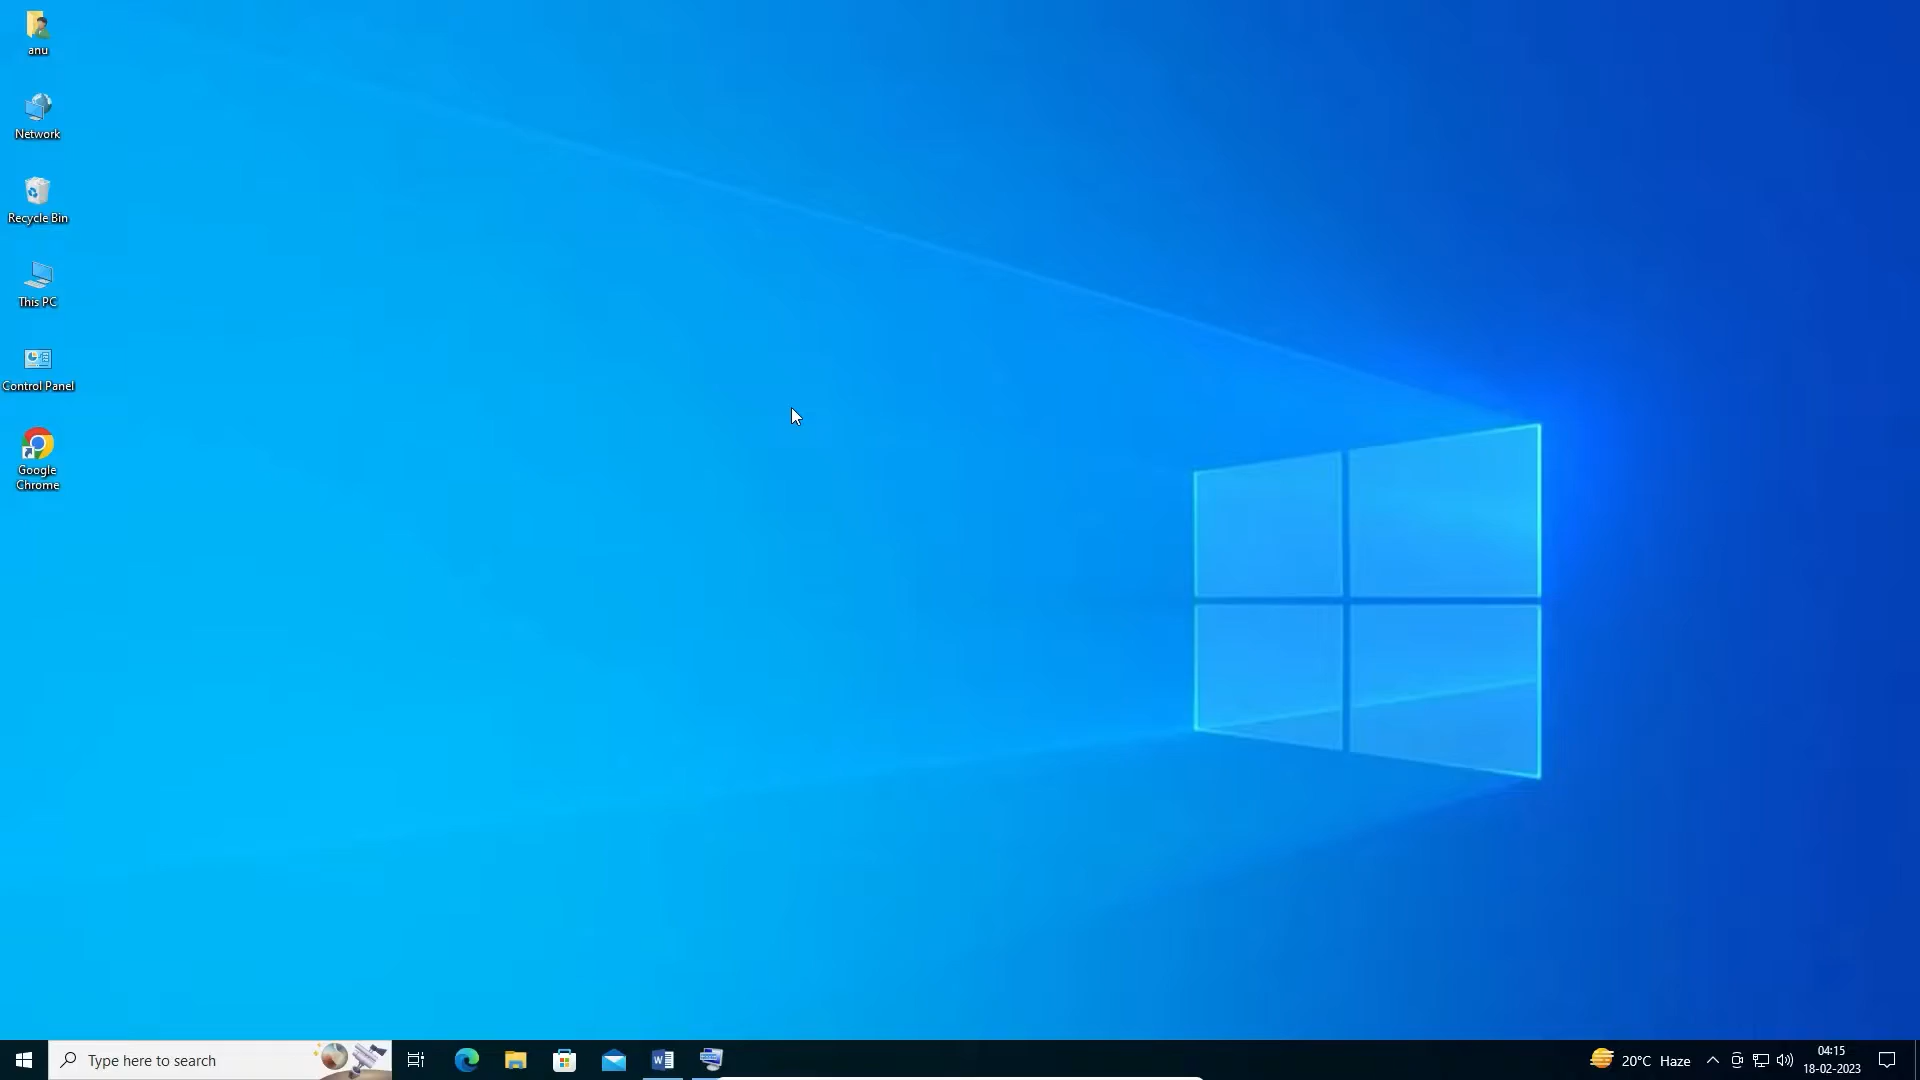 anu
Network
Recycle Bin
This PC
Control Panel
Google
Chrome
Type here to search
20°C Haze
04:15
18-02-2023